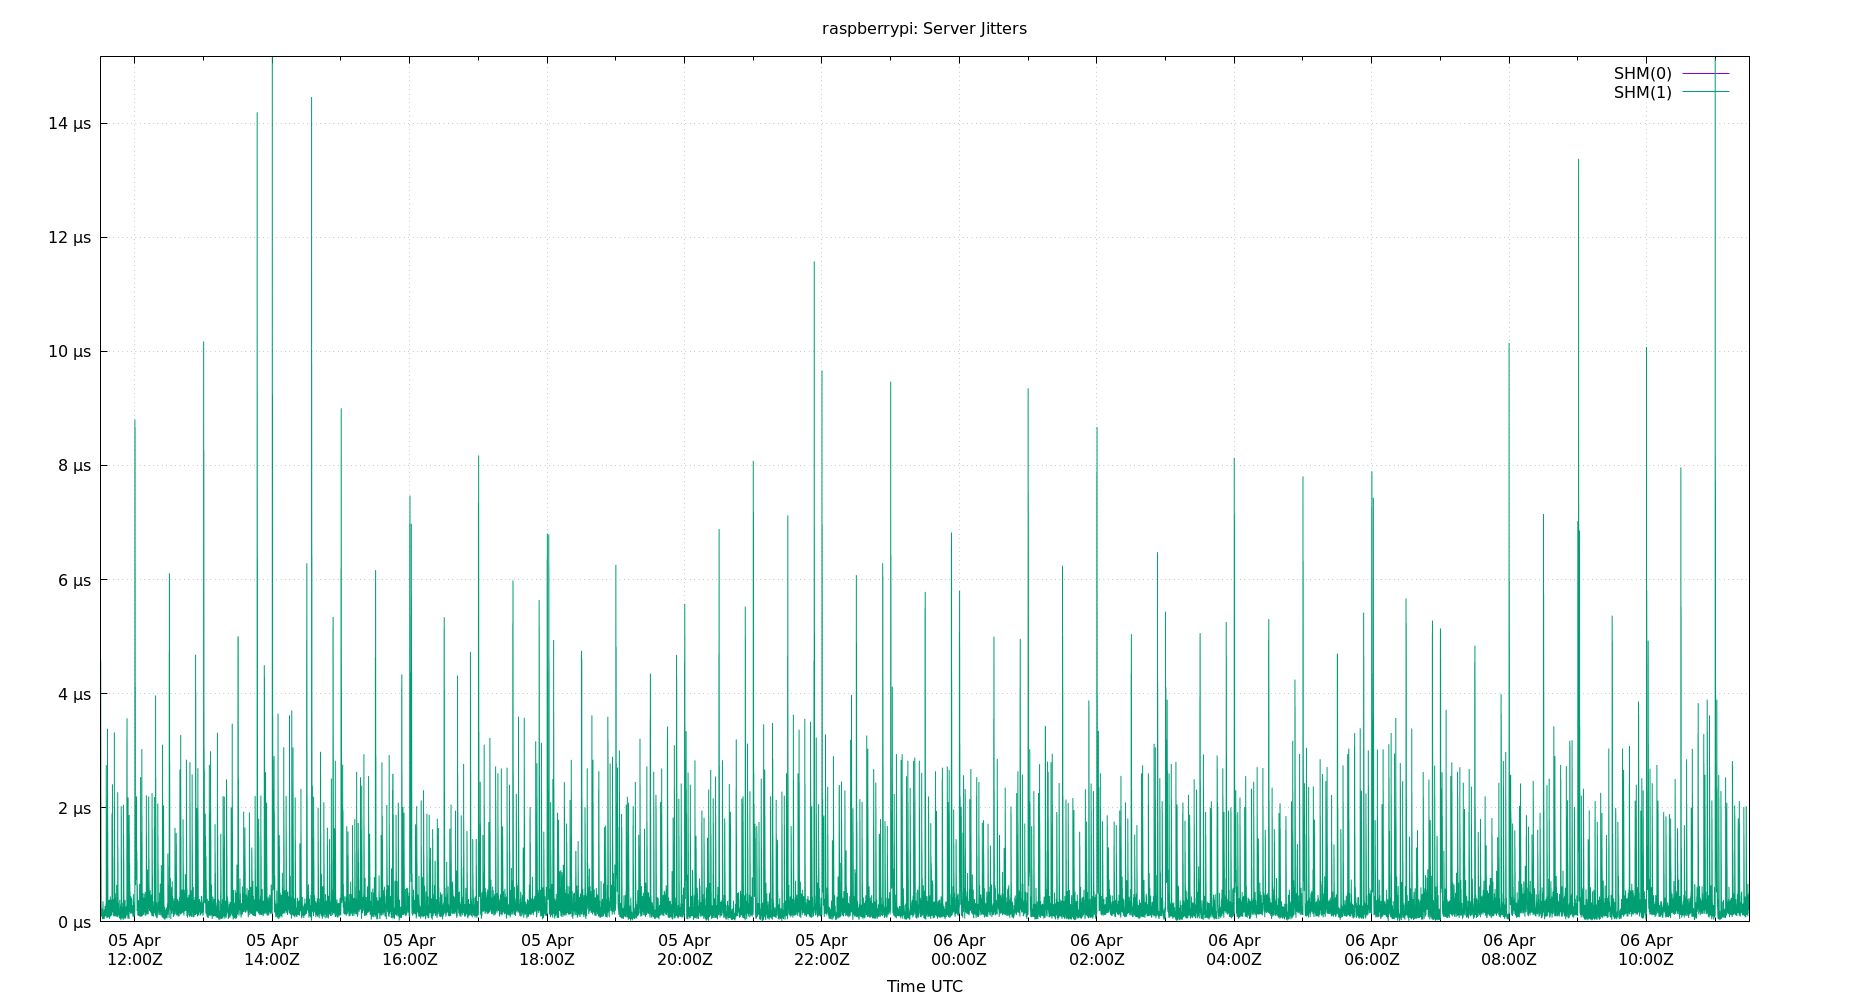 raspberrypi: Server Jitters
SHM(0)
SHM(1)
14 µs
12 µs
10 µs
8 µs
6 µs
4 µs
2 µs
0 µs
05 Apr 05 Apr 05 Apr 05 Apr 05 Apr 05 Apr 06 Apr 06 Apr 06 Apr 06 Apr 06 Apr 06 Apr
12:00Z 14:00Z 16:00Z 18:00Z 20:00Z 22:00Z 00:00Z 02:00Z 04:00Z 06:00Z 08:00Z 10:00Z
Time UTC